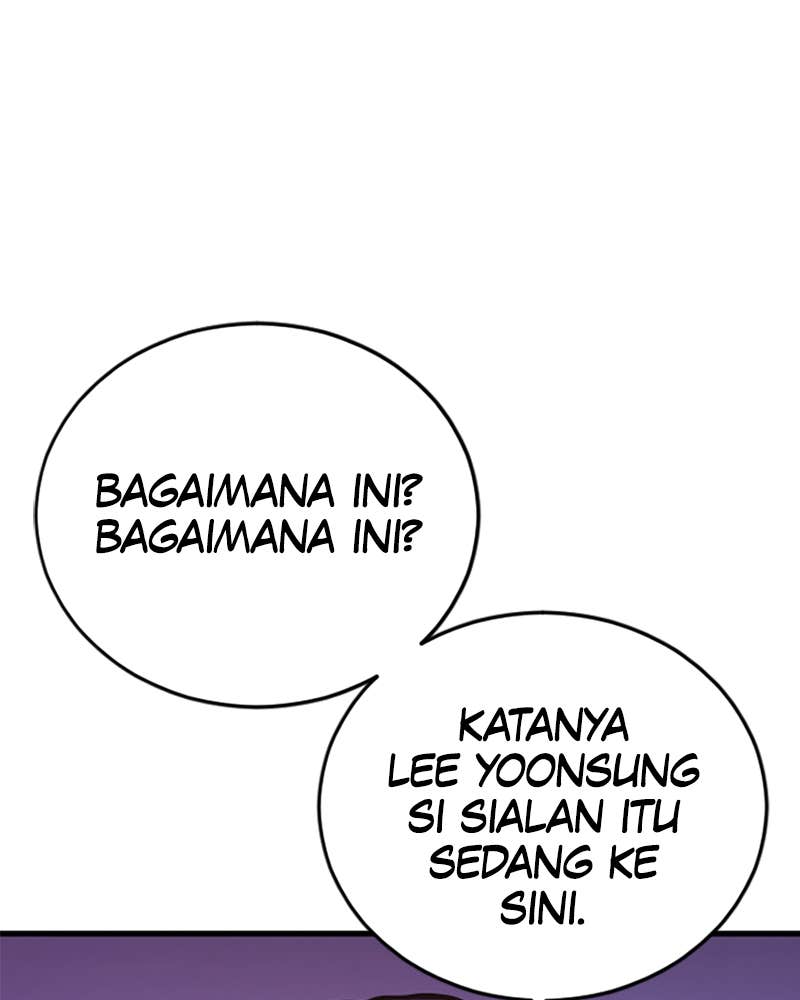 BAGAIMANA INI?
BAGAIMANA INI?
KATANYA
LEE YOONSUNG
SI SIALAN ITU
SEDANG KE
SINI.